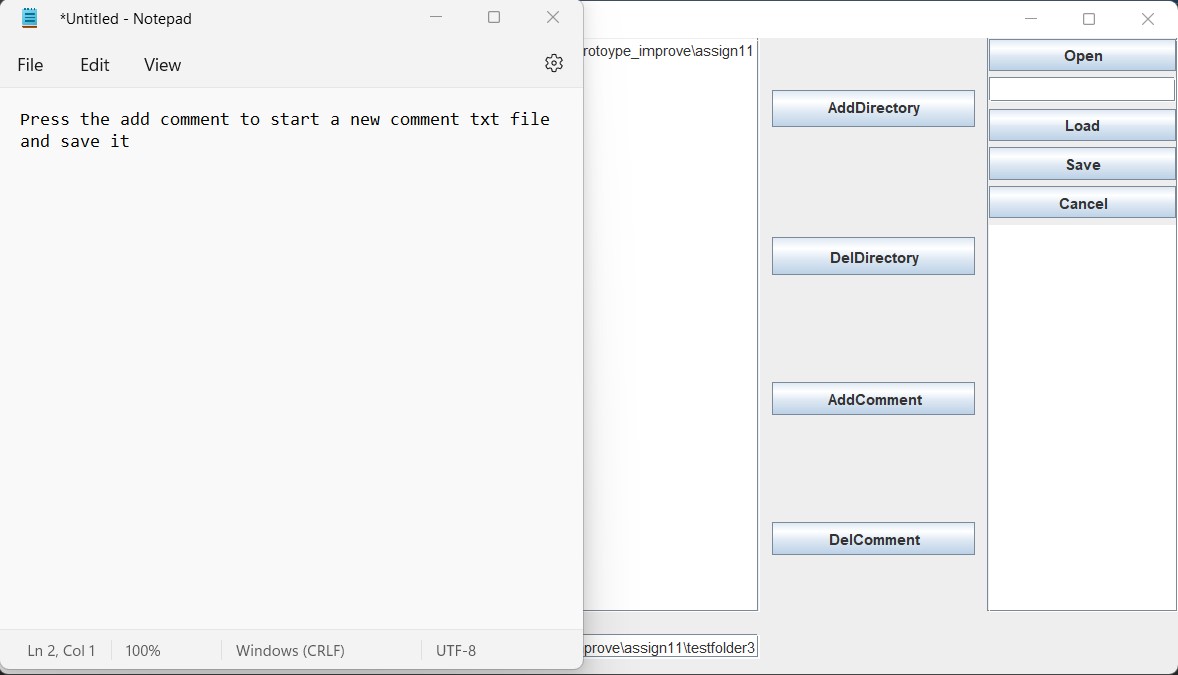 *Untitled - Notepad
File Edit View
Press the add comment to start a new comment txt file
and save it
Ln 2, Col 1 100% Windows (CRLF) UTF-8
rotoype_improve\assign11
prove\assign11\testfolder3
AddDirectory
DelDirectory
AddComment
DelComment
Open
Load
Save
Cancel